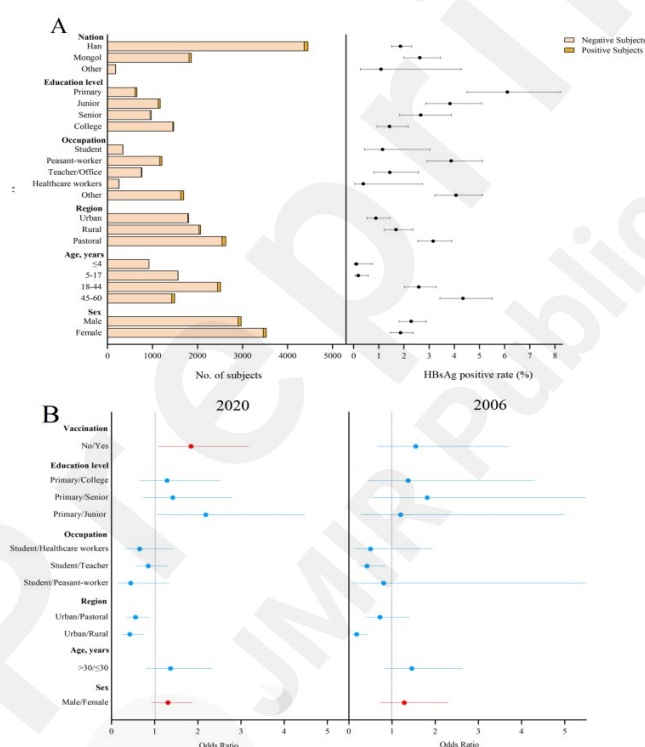 A
Negative Subjects
Positive Subjects
Nation
Han
Mongol
Other
Education level
Primary
Junior
Senior
College
Occupation
Student
Peasant-worker
Teacher/Office
Healthcare workers
Other
Region
Urban
Rural
Pastoral
Age, years
≤4
5-17
18-44
45-60
Sex
Male
Female
0 1000 2000 3000 4000 5000
No. of subjects
0 1 2 3 4 5 6 7 8
HBsAg positive rate (%)
B
2020
2006
Vaccination
No/Yes
Education level
Primary/College
Primary/Senior
Primary/Junior
Occupation
Student/Healthcare workers
Student/Teacher
Student/Peasant-worker
Region
Urban/Pastoral
Urban/Rural
Age, years
>30/≤30
Sex
Male/Female
0 1 2 3 4 5
Odds Ratio
0 1 2 3 4 5
Odds Ratio
Preprint
JMIR Public